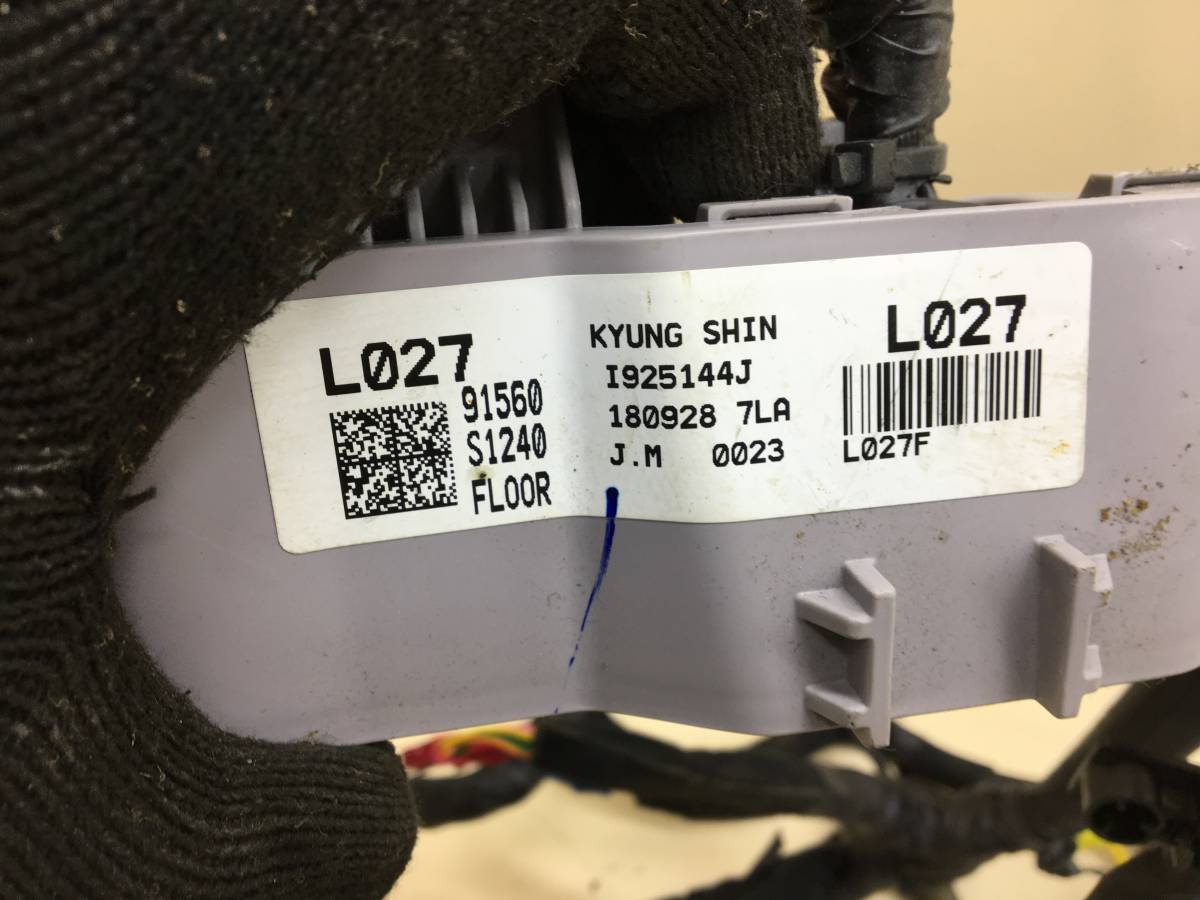 L027
91560
S1240
FLOOR
KYUNG SHIN
I925144J
180928 7LA
J.M 0023
L027
L027F